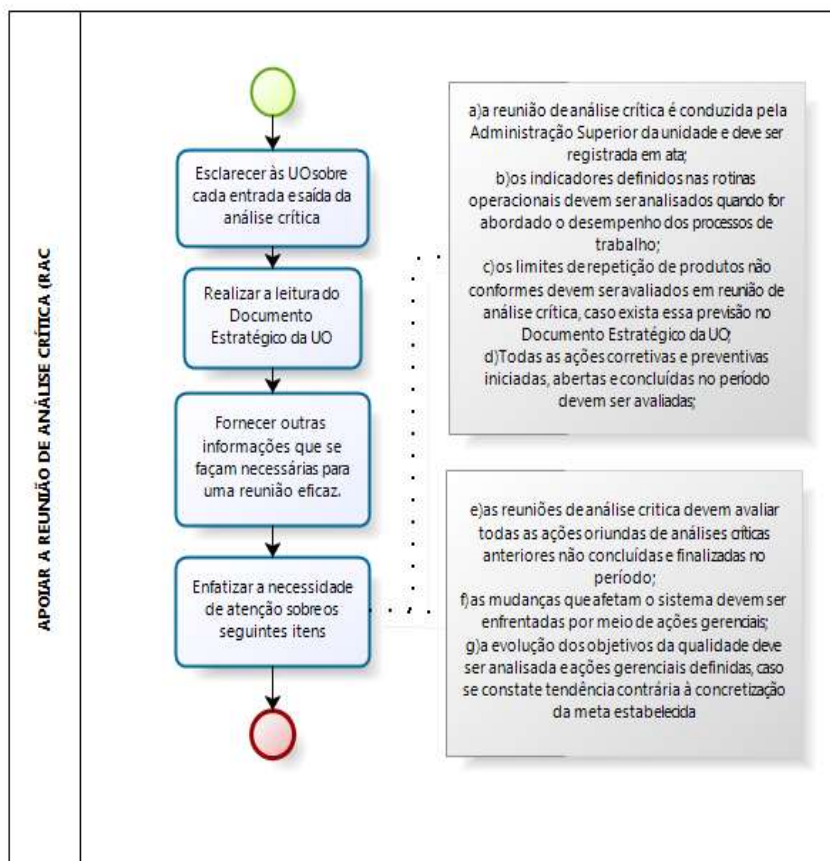 APOIAR A REUNIÃO DE ANÁLISE CRÍTICA (RAC
Esclarecer às UO sobre
cada entrada e saída da
análise crítica
Realizar a leitura do
Documento
Estratégico da UO
Fornecer outras
informações que se
façam necessárias para
uma reunião eficaz.
Enfatizar a necessidade
de atenção sobre os
seguintes itens
a)a reunião de análise crítica é conduzida pela
Administração Superior da unidade e deve ser
registrada em ata;
b)os indicadores definidos nas rotinas
operacionais devem ser analisados quando for
abordado o desempenho dos processos de
trabalho;
c)os limites de repetição de produtos não
conformes devem ser avaliados em reunião de
análise crítica, caso exista essa previsão no
Documento Estratégico da UO;
d)Todas as ações corretivas e preventivas
iniciadas, abertas e concluídas no período
devem ser avaliadas;
e)as reuniões de análise critica devem avaliar
todas as ações oriundas de análises críticas
anteriores não concluídas e finalizadas no
período;
f)as mudanças que afetam o sistema devem ser
enfrentadas por meio de ações gerenciais;
g)a evolução dos objetivos da qualidade deve
ser analisada e ações gerenciais definidas, caso
se constate tendência contrária à concretização
da meta estabelecida